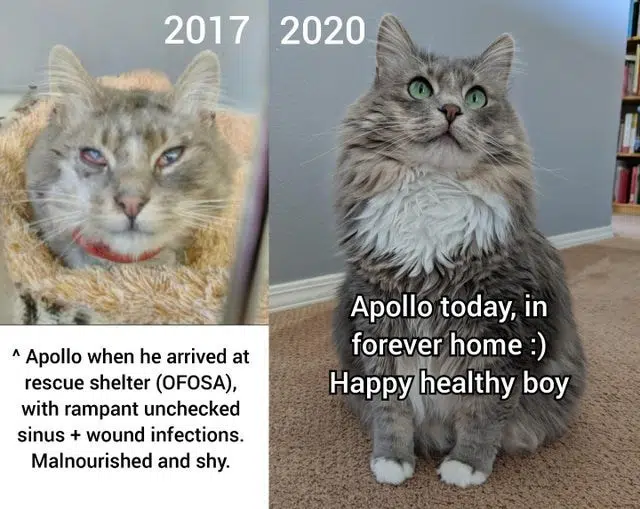 2017
2020
^ Apollo when he arrived at
rescue shelter (OFOSA),
with rampant unchecked
sinus + wound infections.
Malnourished and shy.
Apollo today, in
forever home :)
Happy healthy boy